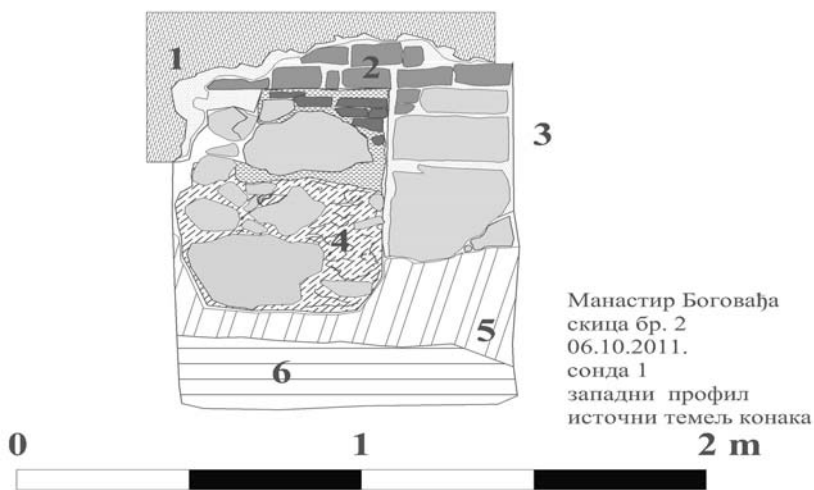 1
2
3
4
5
6
Манастир Боговађа
скица бр. 2
06.10.2011.
сонда 1
западни профил
источни темељ конака
0 1 2 m